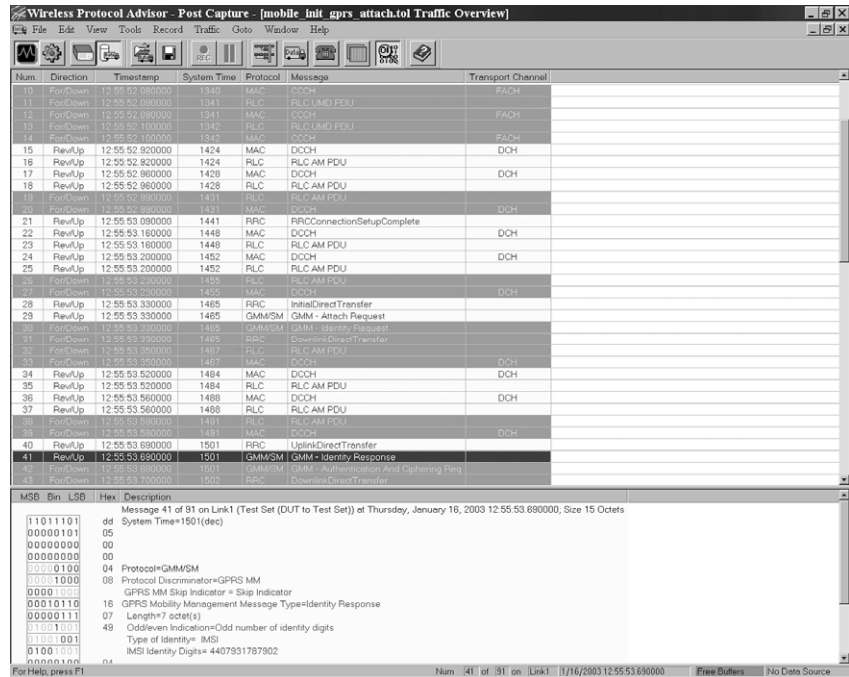 Wireless Protocol Advisor - Post Capture - [mobile_init_gprs_attach.tol Traffic Overview]
File Edit View Tools Record Traffic Goto Window Help
REC Data
Num. Direction Timestamp System Time Protocol Message Transport Channel
10 For/Down 12:55:52.080000 1340 MAC CCCH FACH
11 For/Down 12:55:52.080000 1341 RLC RLC UMD PDU
12 For/Down 12:55:52.090000 1341 MAC CCCH FACH
13 For/Down 12:55:52.100000 1342 RLC RLC UMD PDU
14 For/Down 12:55:52.100000 1342 MAC CCCH FACH
15 Rev/Up 12:55:52.920000 1424 MAC DCCH DCH
16 Rev/Up 12:55:52.920000 1424 RLC RLC AM PDU
17 Rev/Up 12:55:52.960000 1428 MAC DCCH DCH
18 Rev/Up 12:55:52.960000 1428 RLC RLC AM PDU
19 For/Down 12:55:52.990000 1431 RLC RLC AM PDU
20 For/Down 12:55:52.990000 1431 MAC DCCH DCH
21 Rev/Up 12:55:53.090000 1441 RRC RRCConnectionSetupComplete
22 Rev/Up 12:55:53.160000 1448 MAC DCCH DCH
23 Rev/Up 12:55:53.160000 1448 RLC RLC AM PDU
24 Rev/Up 12:55:53.200000 1452 MAC DCCH DCH
25 Rev/Up 12:55:53.200000 1452 RLC RLC AM PDU
26 For/Down 12:55:53.230000 1455 RLC RLC AM PDU
27 For/Down 12:55:53.230000 1455 MAC DCCH DCH
28 Rev/Up 12:55:53.330000 1465 RRC InitialDirectTransfer
29 Rev/Up 12:55:53.330000 1465 GMM/SM GMM - Attach Request
30 For/Down 12:55:53.330000 1465 GMM/SM GMM - Identity Request
31 For/Down 12:55:53.330000 1465 RRC DownlinkDirectTransfer
32 For/Down 12:55:53.350000 1467 RLC RLC AM PDU
33 For/Down 12:55:53.350000 1467 MAC DCCH DCH
34 Rev/Up 12:55:53.520000 1484 MAC DCCH DCH
35 Rev/Up 12:55:53.520000 1484 RLC RLC AM PDU
36 Rev/Up 12:55:53.560000 1488 MAC DCCH DCH
37 Rev/Up 12:55:53.560000 1488 RLC RLC AM PDU
38 For/Down 12:55:53.590000 1491 RLC RLC AM PDU
39 For/Down 12:55:53.590000 1491 MAC DCCH DCH
40 Rev/Up 12:55:53.690000 1501 RRC UplinkDirectTransfer
41 Rev/Up 12:55:53.690000 1501 GMM/SM GMM - Identity Response
42 For/Down 12:55:53.690000 1501 GMM/SM GMM - Authentication And Ciphering Req
43 For/Down 12:55:53.700000 1502 RRC DownlinkDirectTransfer
MSB Bin LSB Hex Description
Message 41 of 91 on Link1 (Test Set (DUT to Test Set)) at Thursday, January 16, 2003 12:55:53.690000; Size 15 Octets
11011101 dd System Time=1501(dec)
00000101 05
00000000 00
00000000 00
00000100 04 Protocol=GMM/SM
00001000 08 Protocol Discriminator=GPRS MM
00001000 GPRS MM Skip Indicator = Skip Indicator
00010110 16 GPRS Mobility Management Message Type=Identity Response
00000111 07 Length=7 octet(s)
01001001 49 Odd/even Indication=Odd number of identity digits
01001001 Type of Identity= IMSI
01001001 IMSI Identity Digits= 4407931787902
00000100 04
For Help, press F1 Num 41 of 91 on Link1 1/16/2003 12:55:53.690000 Free Buffers No Data Source